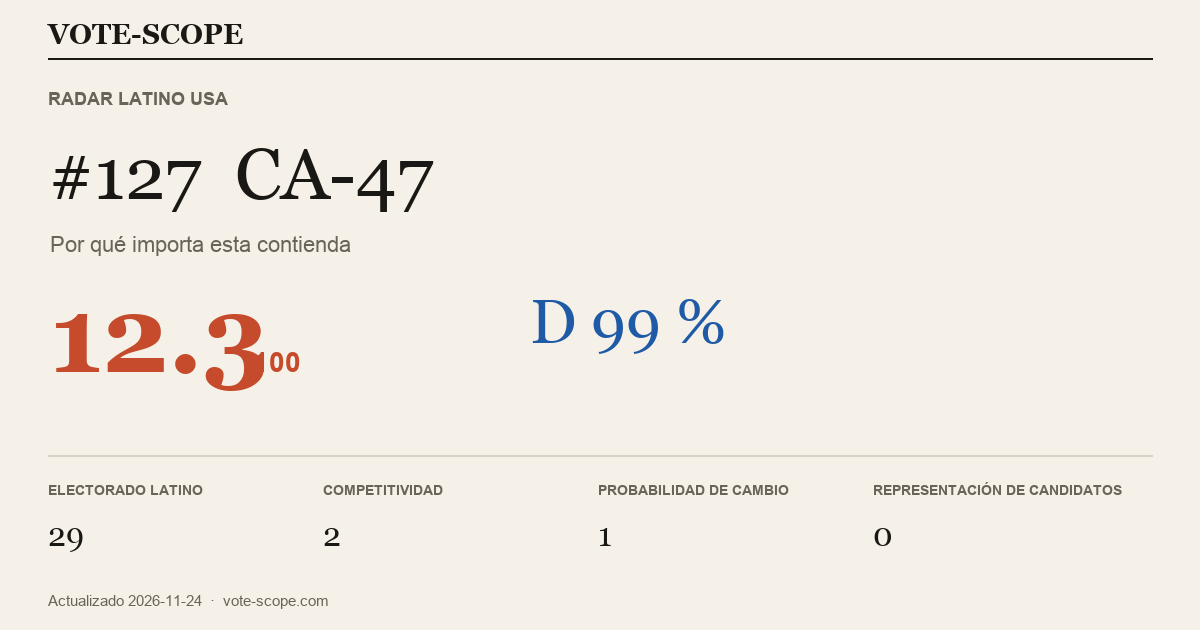 VOTE-SCOPE
RADAR LATINO USA
#127 CA-47
Por qué importa esta contienda
12.3
D 99 %
ELECTORADO LATINO COMPETITIVIDAD PROBABILIDAD DE CAMBIO REPRESENTACIÓN DE CANDIDATOS
29 2 1 0
Actualizado 2026-11-24 · vote-scope.com